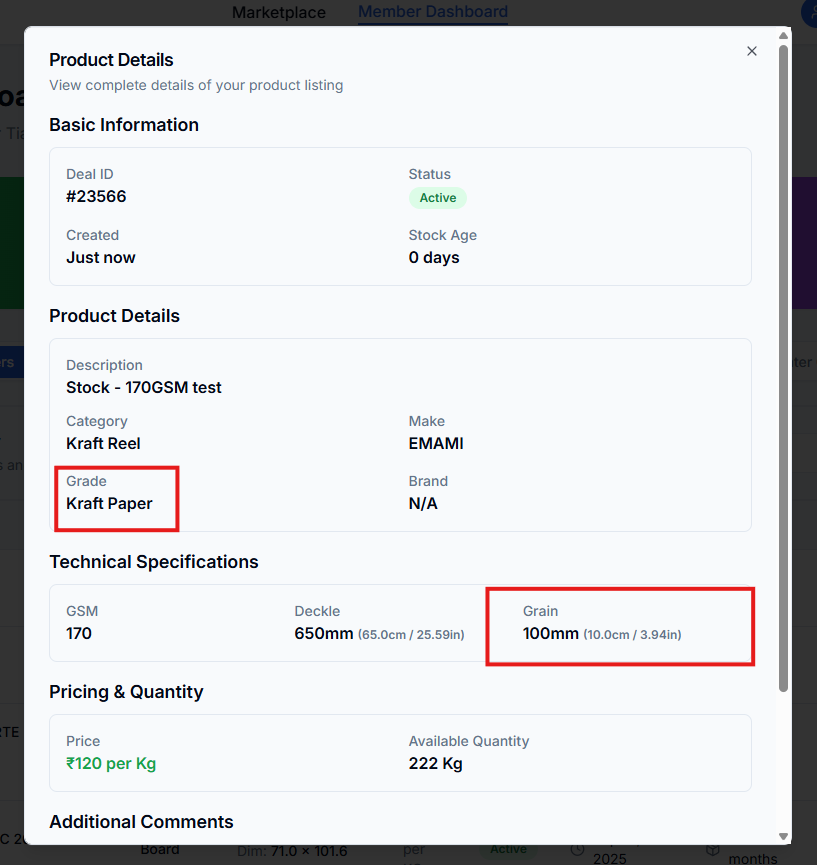 Marketplace
Member Dashboard
Product Details
View complete details of your product listing
Basic Information
Deal ID
Status
#23566
Active
Created
Stock Age
Just now
0 days
Product Details
Description
Stock - 170GSM test
Category
Make
Kraft Reel
EMAMI
Grade
Brand
Kraft Paper
N/A
Technical Specifications
GSM
Deckle
Grain
170
650mm (65.0cm / 25.59in)
100mm (10.0cm / 3.94in)
Pricing & Quantity
Price
Available Quantity
₹120 per Kg
222 Kg
Additional Comments
Board
Dim: 71.0 × 101.6
per
Active
2025
months